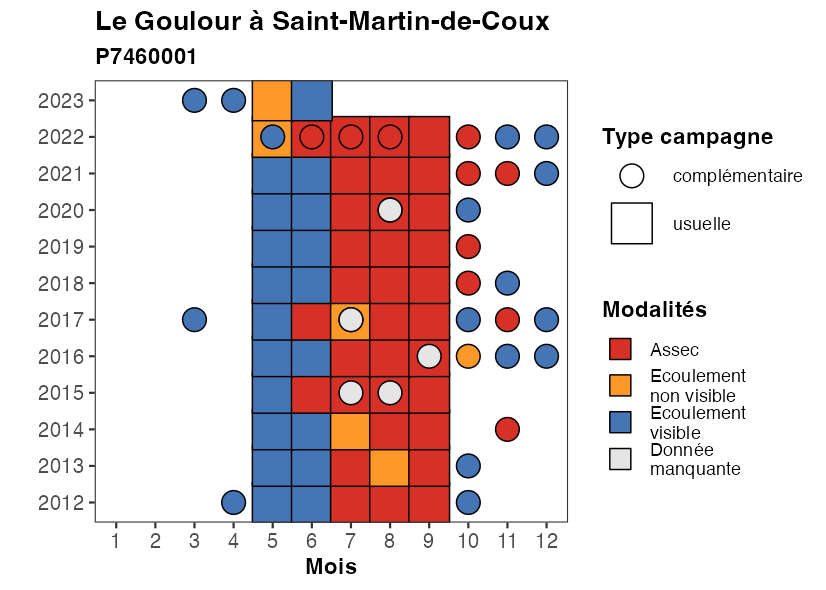 Le Goulour à Saint-Martin-de-Coux
P7460001
2023
2022
2021
2020
2019
2018
2017
2016
2015
2014
2013
2012
1 2 3 4 5 6 7 8 9 10 11 12
Mois
Type campagne
complémentaire
usuelle
Modalités
Assec
Ecoulement
non visible
Ecoulement
visible
Donnée
manquante